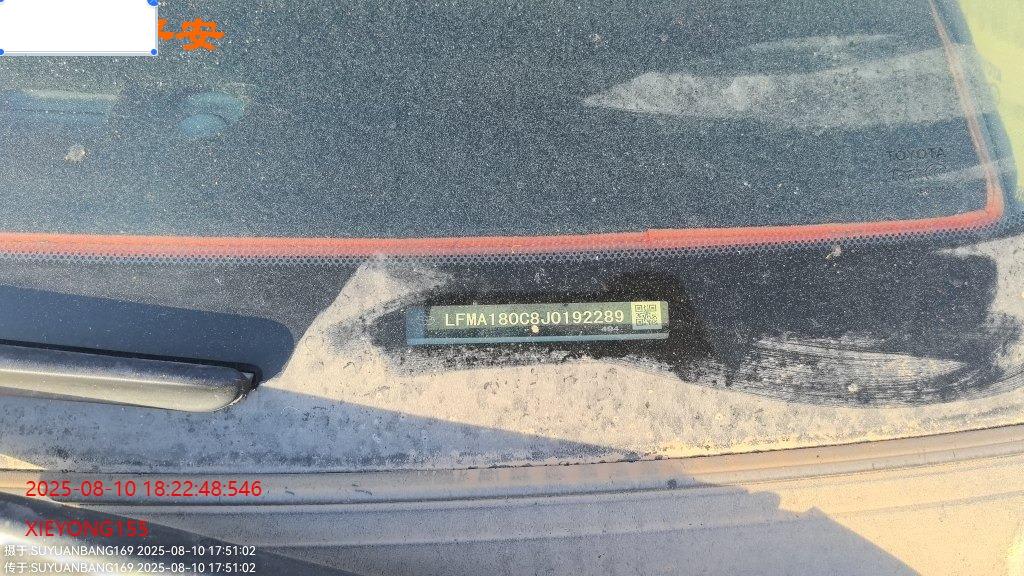 安
TOYOTA
LFMA180C8J0192289
494
2025-08-10 18:22:48:546
XIEYONG155
摄于:SUYUANBANG169 2025-08-10 17:51:02
传于:SUYUANBANG169 2025-08-10 17:51:02